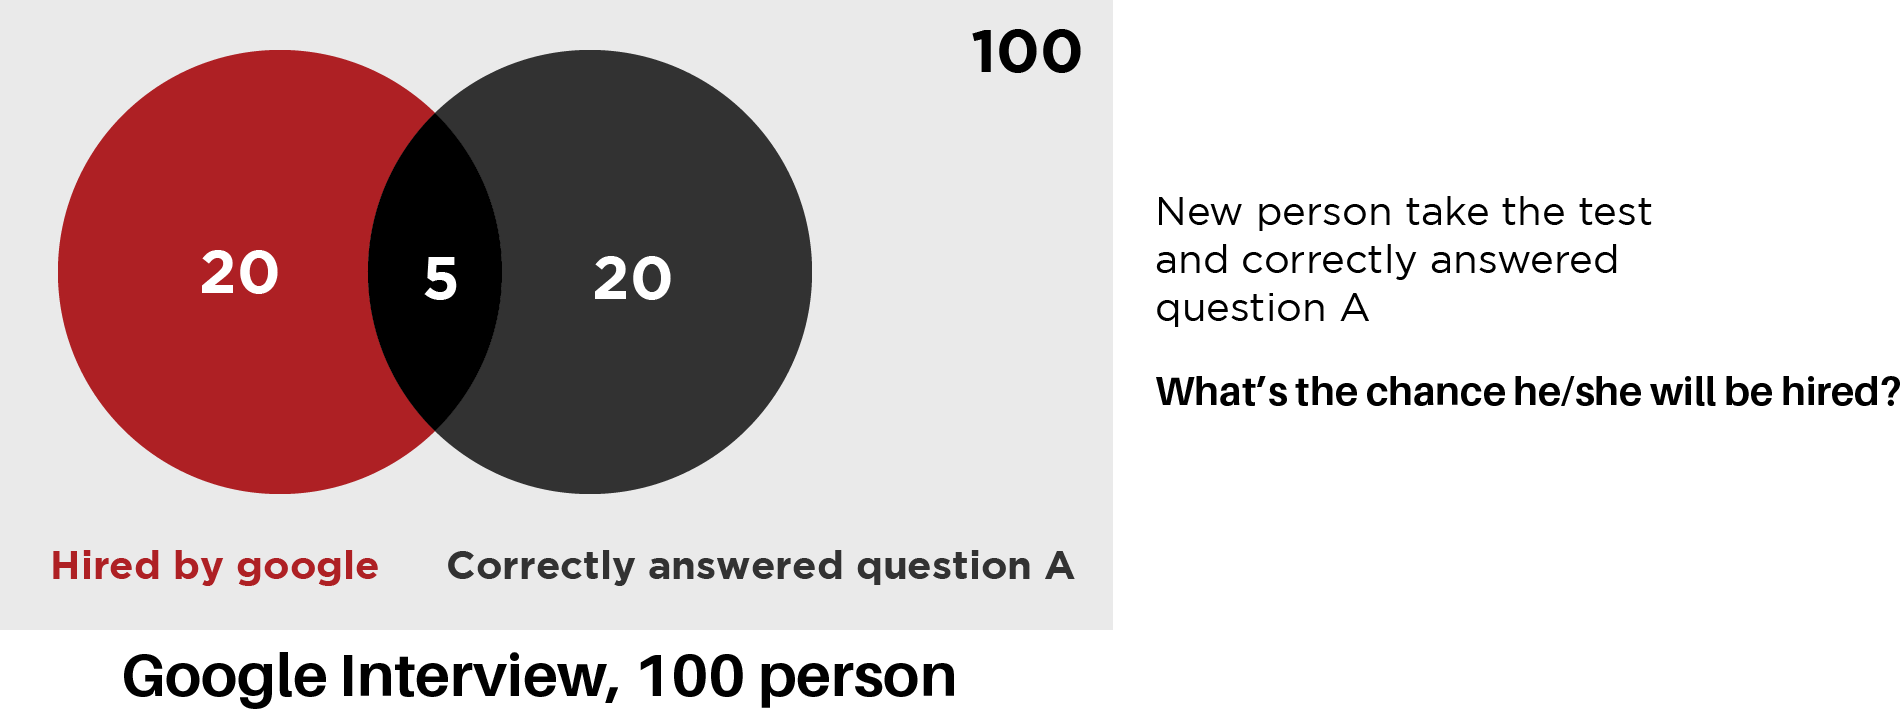 100
20
5
20
Hired by google
Correctly answered question A
Google Interview, 100 person
New person take the test
and correctly answered
question A
What's the chance he/she will be hired?